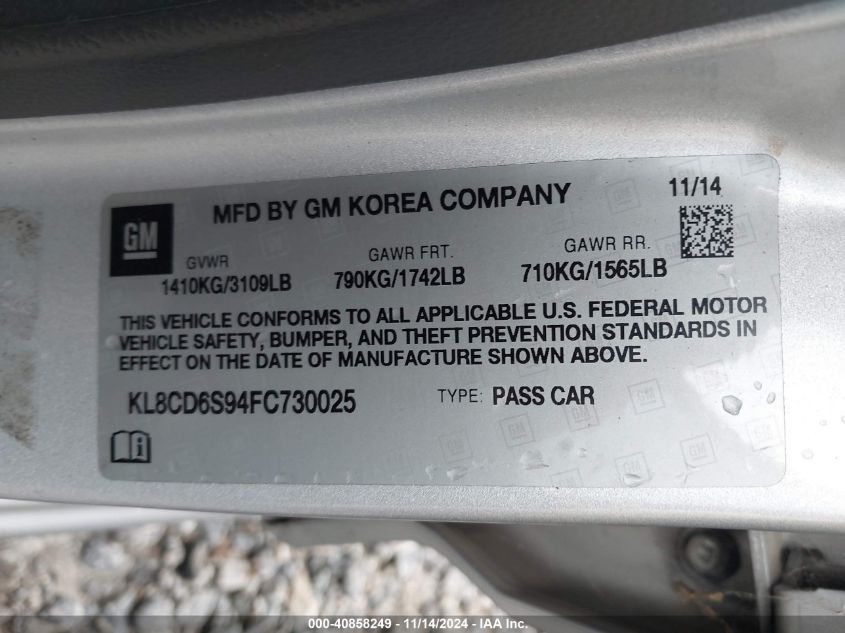 GM
MFD BY GM KOREA COMPANY
11/14
GVWR
GAWR FRT.
GAWR RR.
1410KG/3109LB
790KG/1742LB
710KG/1565LB
THIS VEHICLE CONFORMS TO ALL APPLICABLE U.S. FEDERAL MOTOR
VEHICLE SAFETY, BUMPER, AND THEFT PREVENTION STANDARDS IN
EFFECT ON THE DATE OF MANUFACTURE SHOWN ABOVE.
KL8CD6S94FC730025
TYPE: PASS CAR
000-40858249 - 11/14/2024 - IAA Inc.